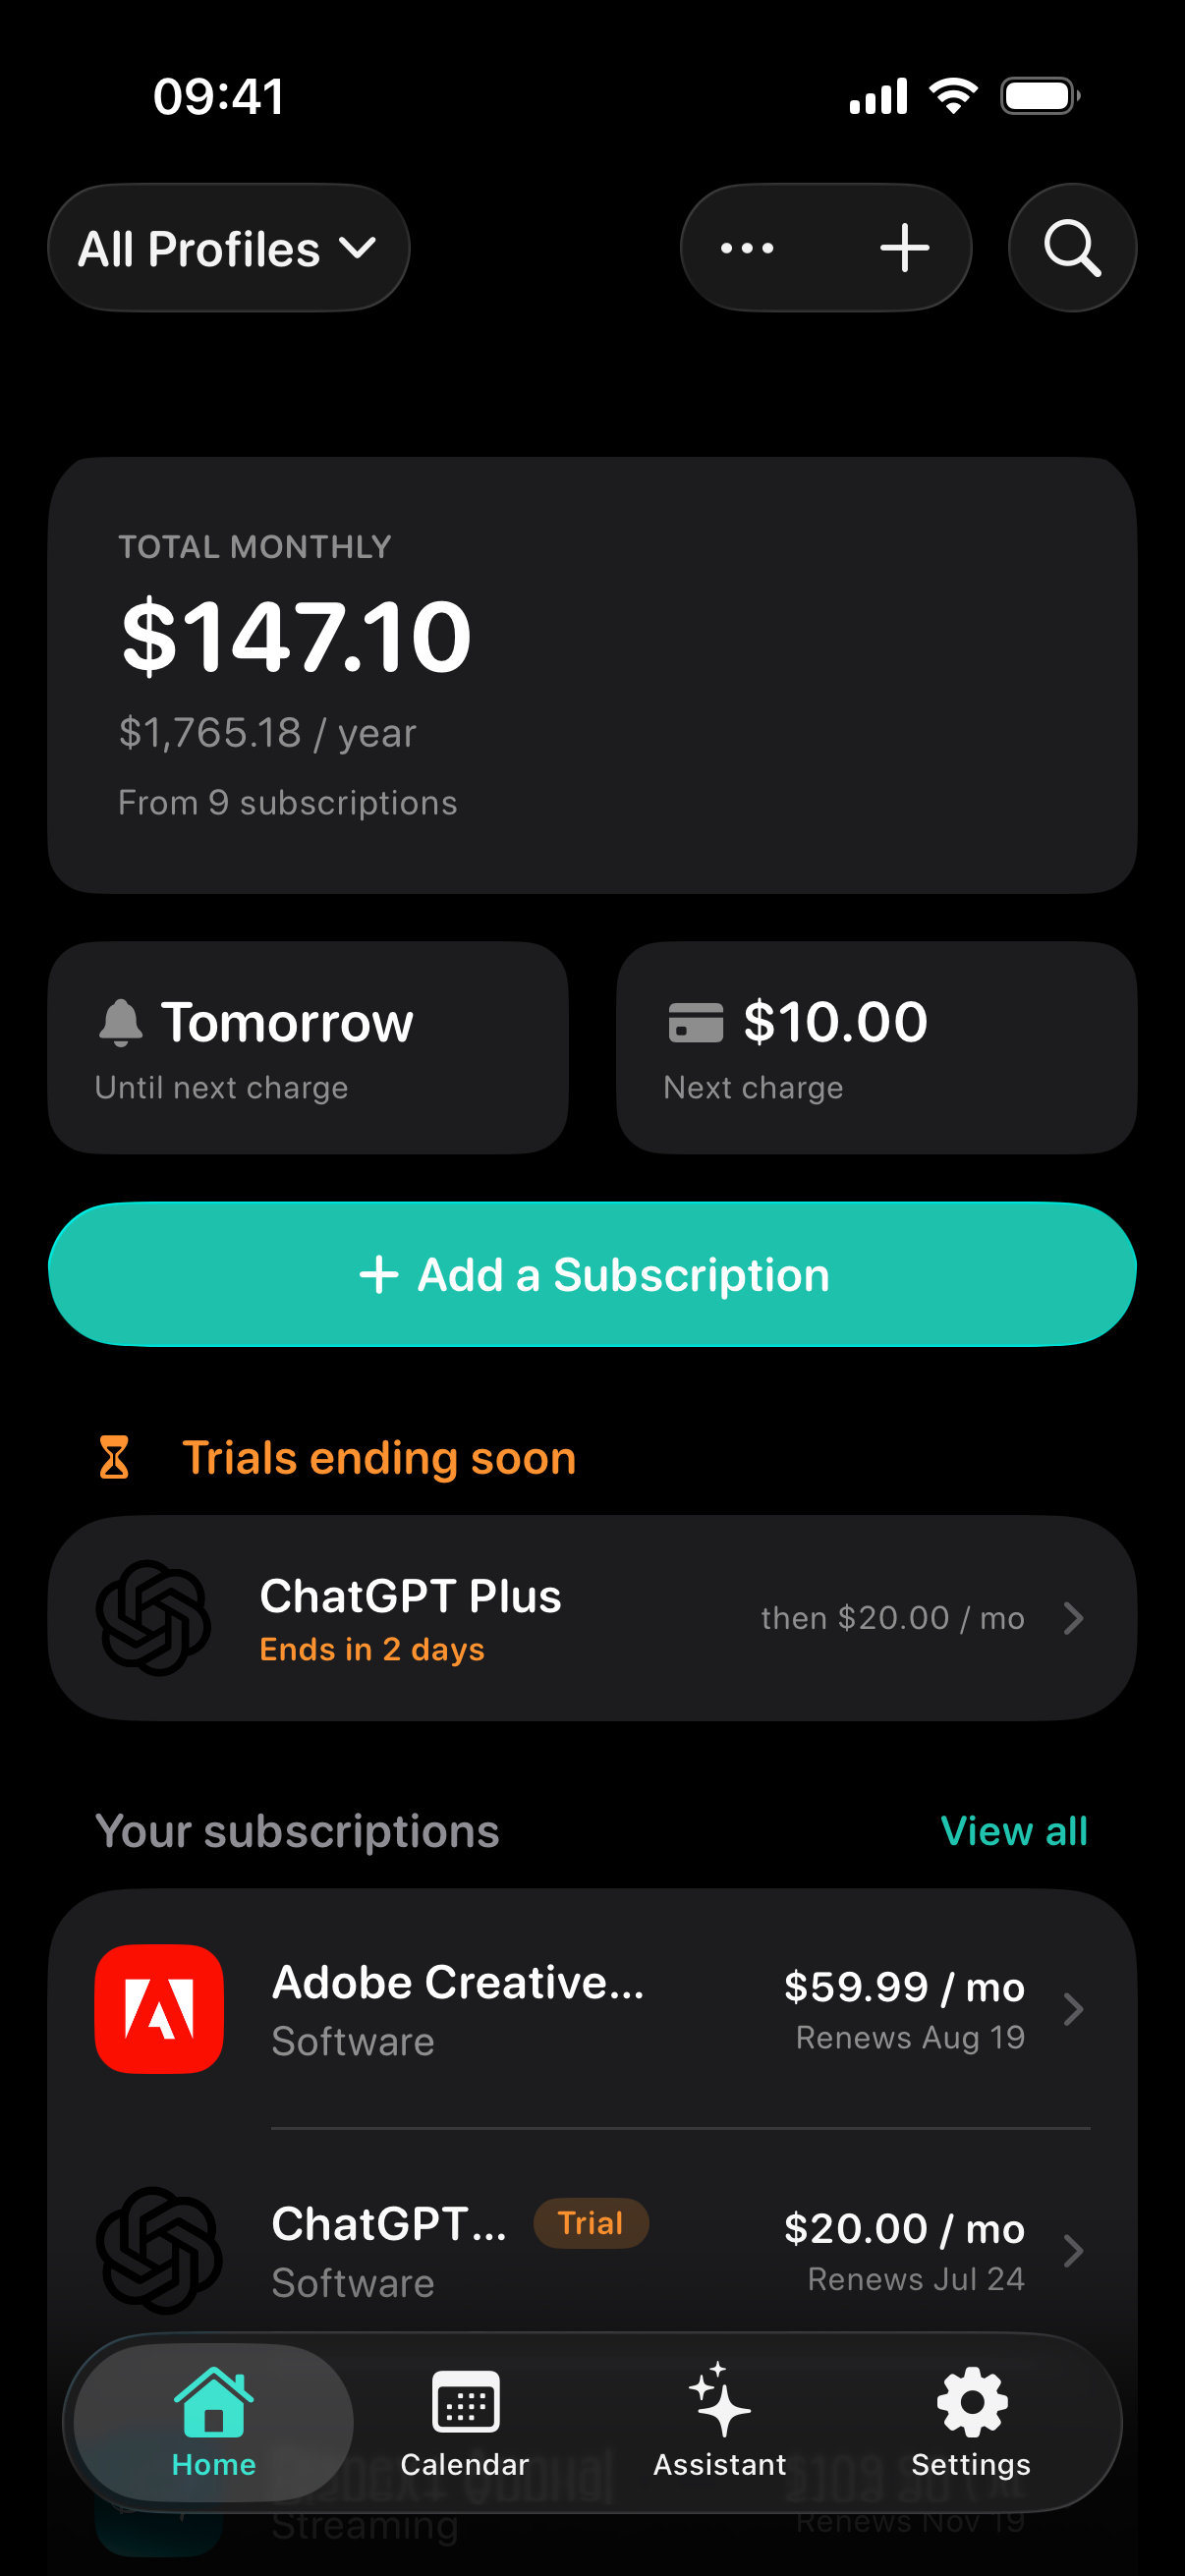 09:41
All Profiles
TOTAL MONTHLY
$147.10
$1,765.18 / year
From 9 subscriptions
Tomorrow
Until next charge
$10.00
Next charge
+ Add a Subscription
Trials ending soon
ChatGPT Plus
Ends in 2 days
then $20.00 / mo
Your subscriptions
View all
Adobe Creative...
Software
$59.99 / mo
Renews Aug 19
ChatGPT... Trial
Software
$20.00 / mo
Renews Jul 24
Home
Calendar
Assistant
Settings
Streaming
Renews Nov 19